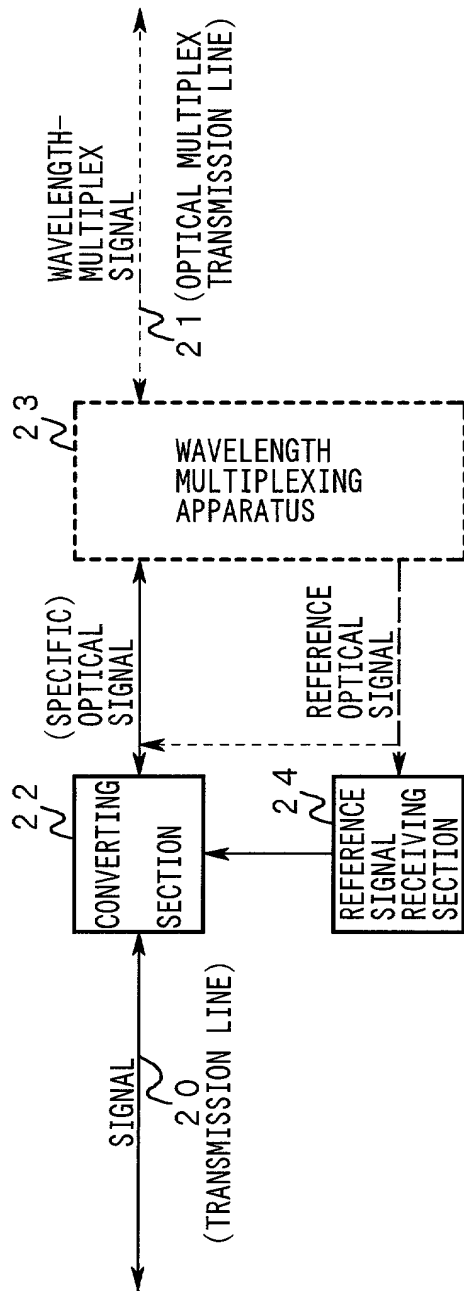 SIGNAL
20
(TRANSMISSION LINE)
22
CONVERTING
SECTION
24
REFERENCE
SIGNAL
RECEIVING
SECTION
(SPECIFIC)
OPTICAL
SIGNAL
REFERENCE
OPTICAL
SIGNAL
23
WAVELENGTH
MULTIPLEXING
APPARATUS
WAVELENGTH-
MULTIPLEX
SIGNAL
21 (OPTICAL MULTIPLEX
TRANSMISSION LINE)